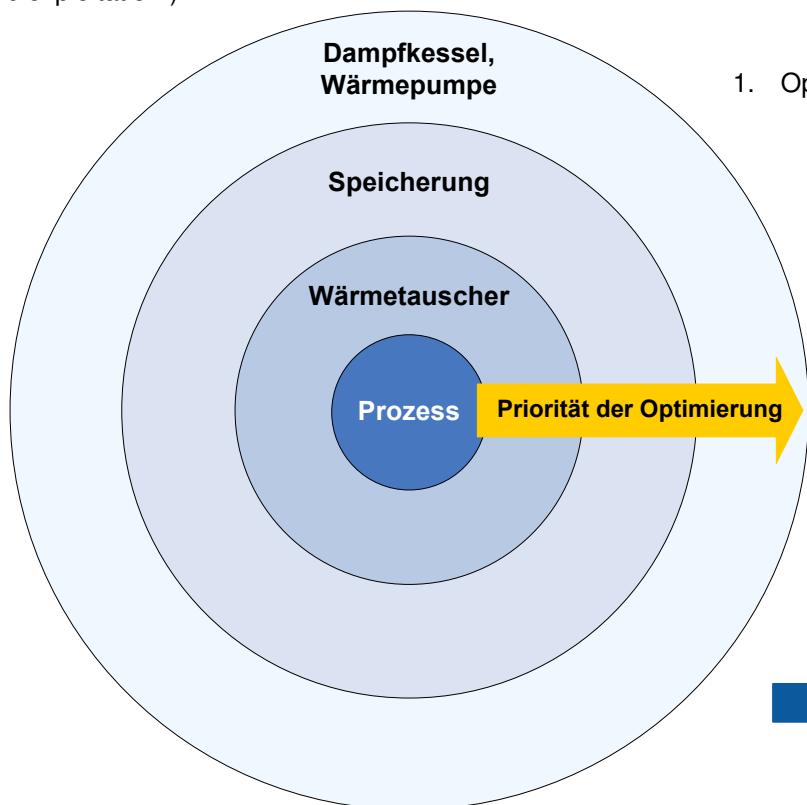 Dampfkessel,
Wärmepumpe
1. Op
Speicherung
Wärmetauscher
Prozess
Priorität der Optimierung